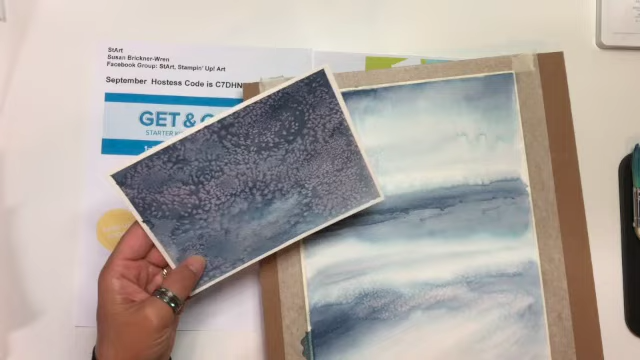 StArt
Susan Brickner-Wren
Facebook Group: StArt, Stampin' Up! Art
September Hostess Code is C7DHN
GET &
STARTER